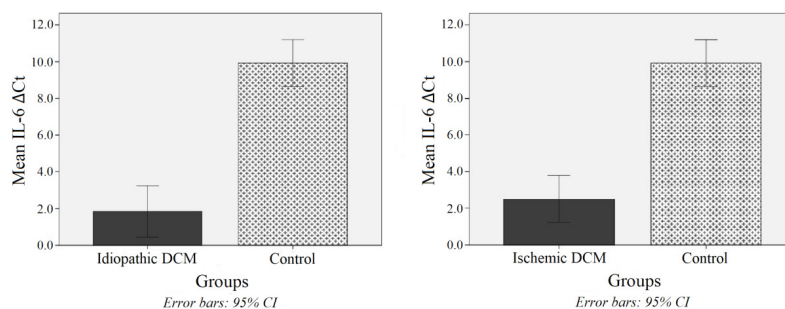 Mean IL-6 ΔCt
12.0
10.0
8.0
6.0
4.0
2.0
0.0
Idiopathic DCM
Control
Groups
Error bars: 95% CI
Mean IL-6 ΔCt
12.0
10.0
8.0
6.0
4.0
2.0
0.0
Ischemic DCM
Control
Groups
Error bars: 95% CI